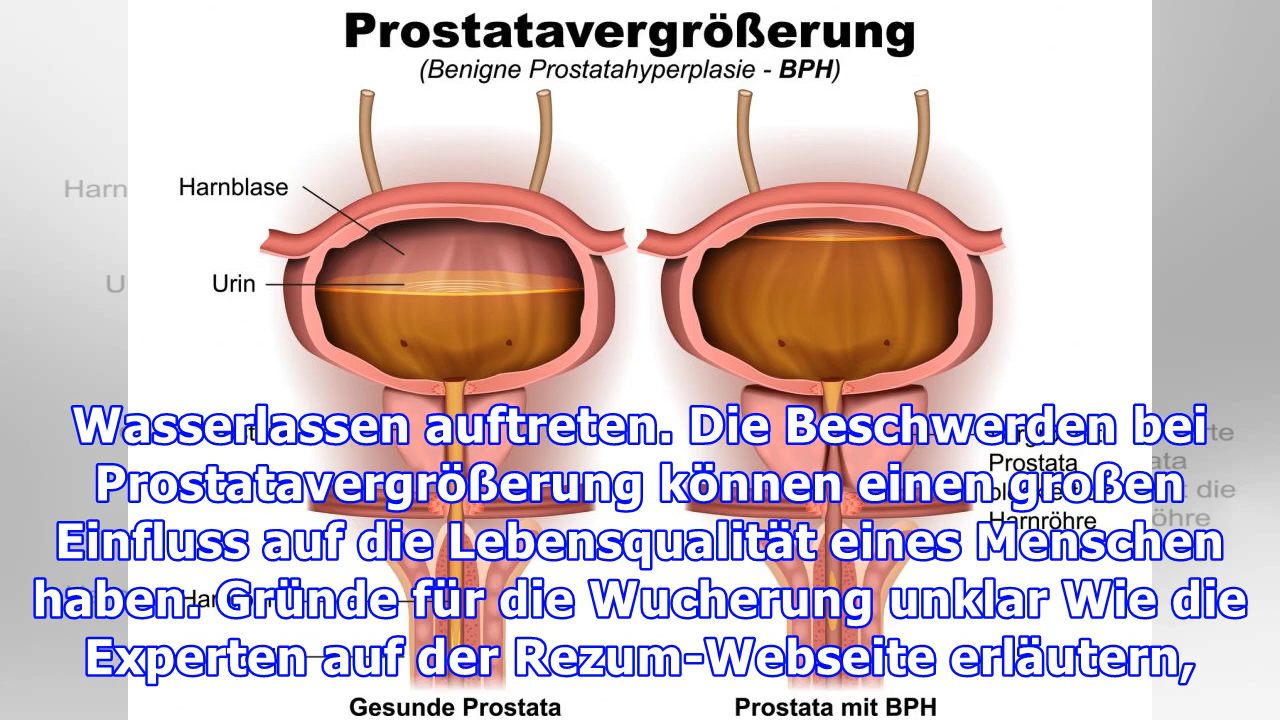 Prostatavergrößerung
(Benigne Prostatahyperplasie - BPH)
Harnblase
Urin
Wasserlassen auftreten. Die Beschwerden bei
Prostatavergrößerung können einen großen
Einfluss auf die Lebensqualität eines Menschen
haben. Gründe für die Wucherung unklar Wie die
Experten auf der Rezum-Webseite erläutern,
Prostata
Harnröhre
Gesunde Prostata
Prostata mit BPH